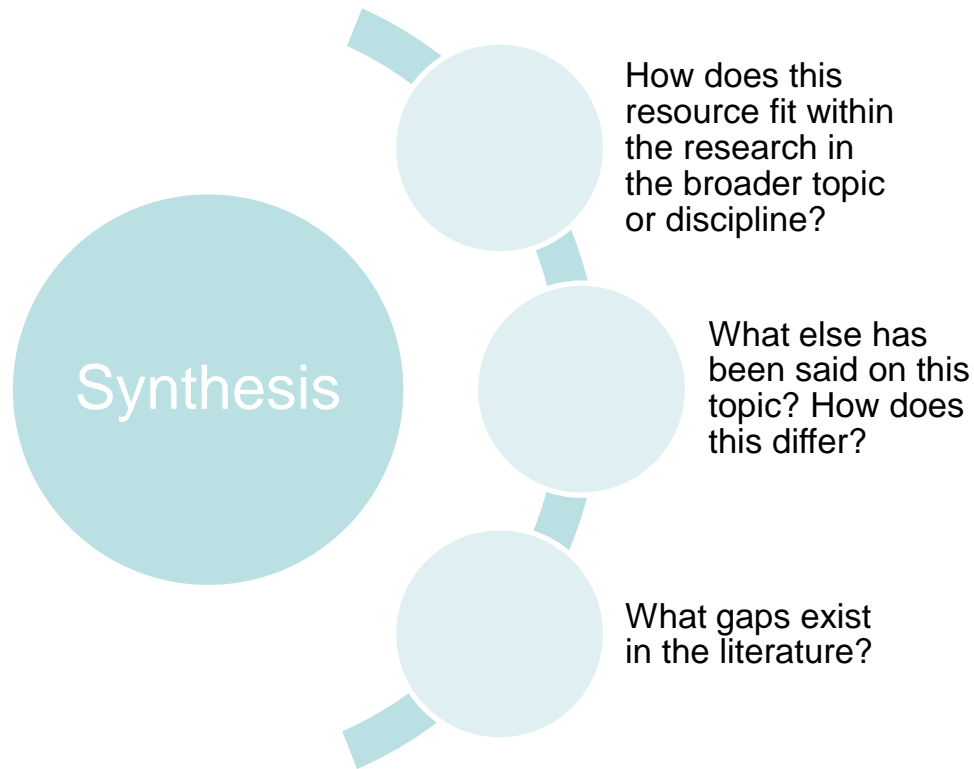 Synthesis
How does this
resource fit within
the research in
the broader topic
or discipline?
What else has
been said on this
topic? How does
this differ?
What gaps exist
in the literature?